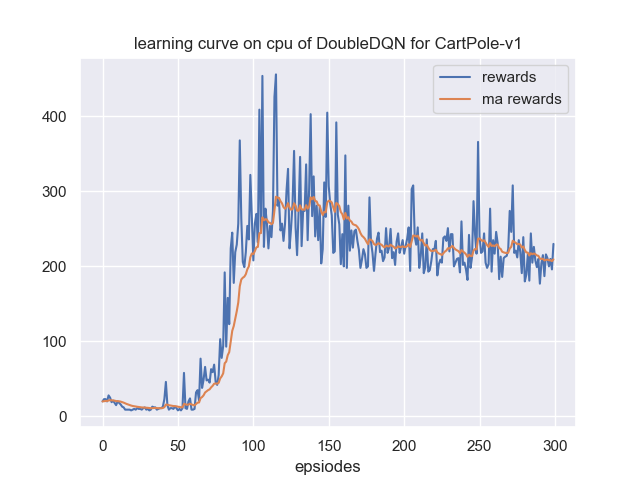 learning curve on cpu of DoubleDQN for CartPole-v1
rewards
ma rewards
400
300
200
100
0
0 50 100 150 200 250 300
epsiodes